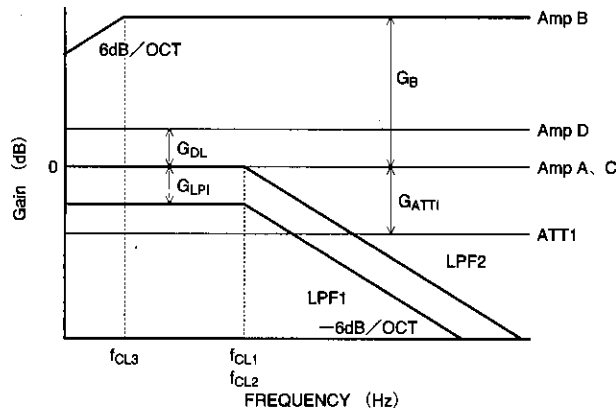 Amp B
6dB／OCT
G_B
Amp D
G_DL
0
Amp A、C
G_LPI
G_ATTI
ATT1
Gain (dB)
LPF1
LPF2
−6dB／OCT
f_CL3
f_CL1
f_CL2
FREQUENCY (Hz)